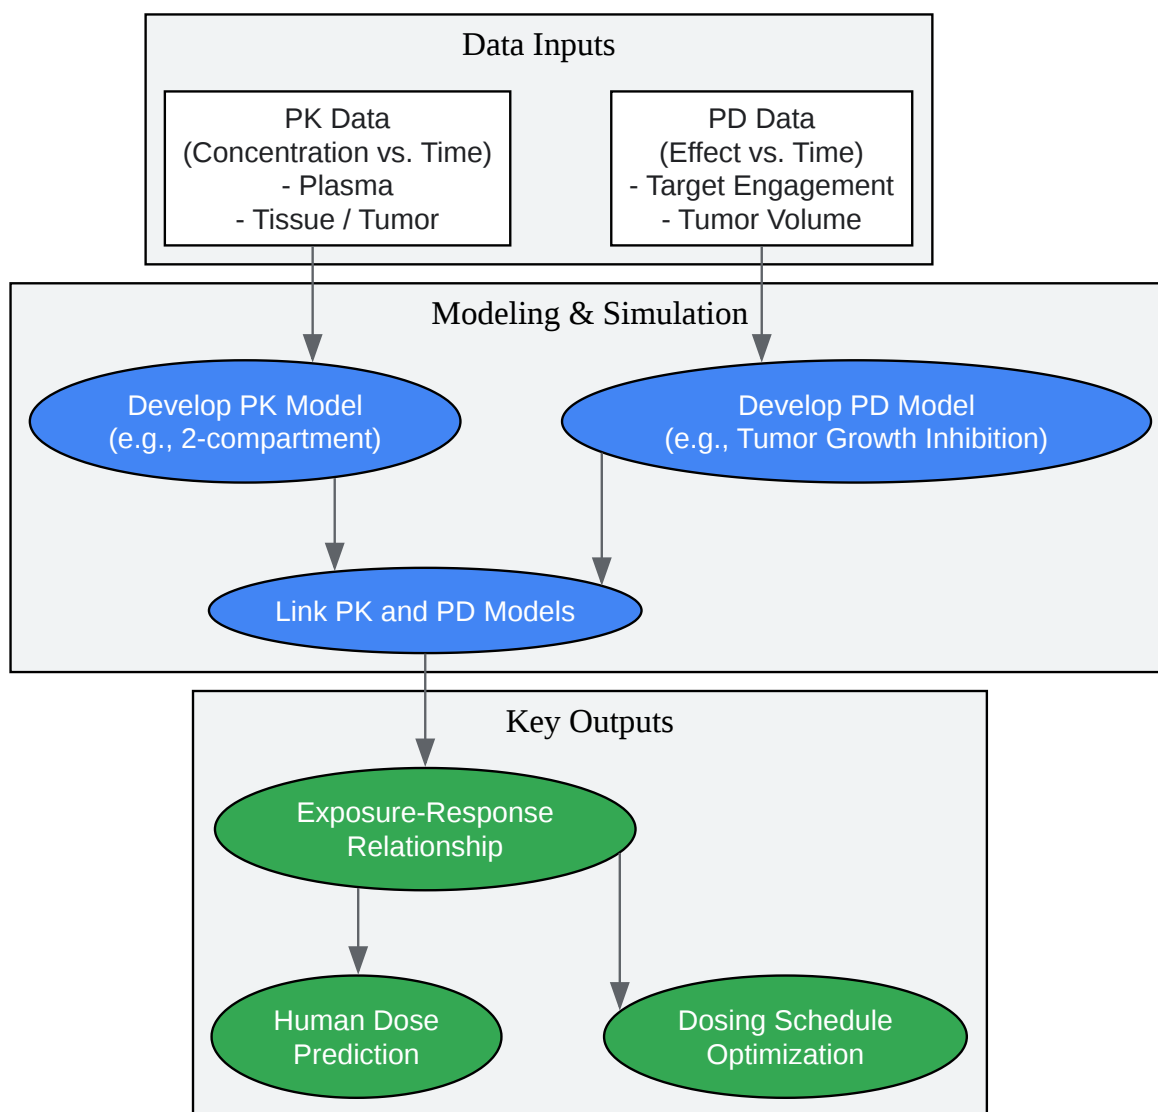 Data Inputs
PK Data
(Concentration vs. Time)
- Plasma
- Tissue / Tumor
PD Data
(Effect vs. Time)
- Target Engagement
- Tumor Volume
Modeling & Simulation
Develop PK Model
(e.g., 2-compartment)
Develop PD Model
(e.g., Tumor Growth Inhibition)
Link PK and PD Models
Key Outputs
Exposure-Response
Relationship
Human Dose
Prediction
Dosing Schedule
Optimization